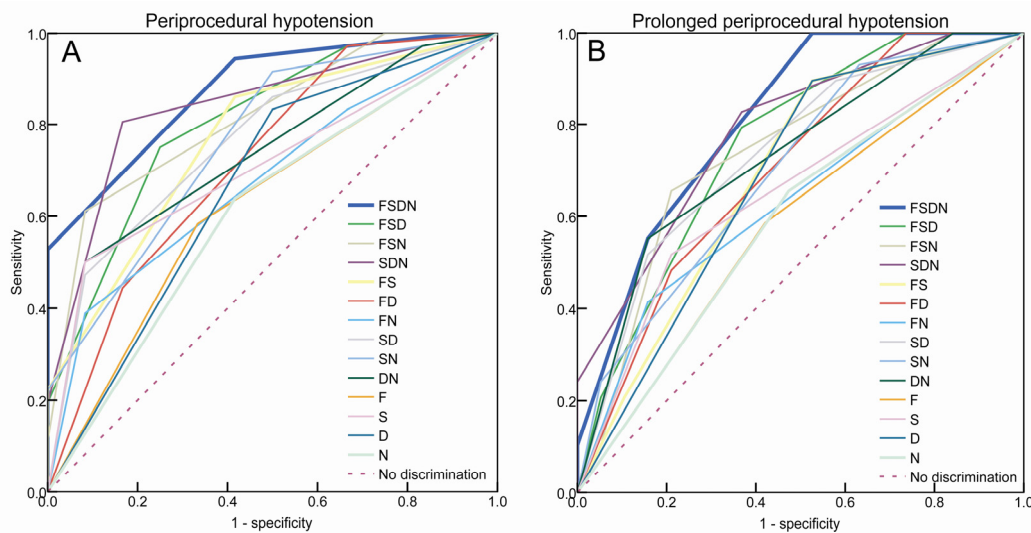 Periprocedural hypotension
A
1.0
0.8
0.6
0.4
0.2
0.0
Sensitivity
FSDN
FSD
FSN
SDN
FS
FD
FN
SD
SN
DN
F
S
D
N
No discrimination
0.0 0.2 0.4 0.6 0.8 1.0
1 - specificity
Prolonged periprocedural hypotension
B
1.0
0.8
0.6
0.4
0.2
0.0
Sensitivity
FSDN
FSD
FSN
SDN
FS
FD
FN
SD
SN
DN
F
S
D
N
No discrimination
0.0 0.2 0.4 0.6 0.8 1.0
1 - specificity